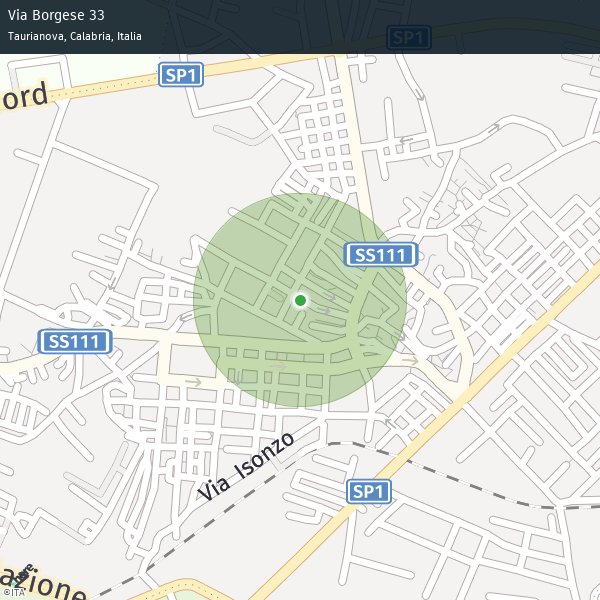 Via Borgese 33
Taurianova, Calabria, Italia
SP1
SP1
ord
SS111
SS111
Via Isonzo
SP1
azione
©ITA